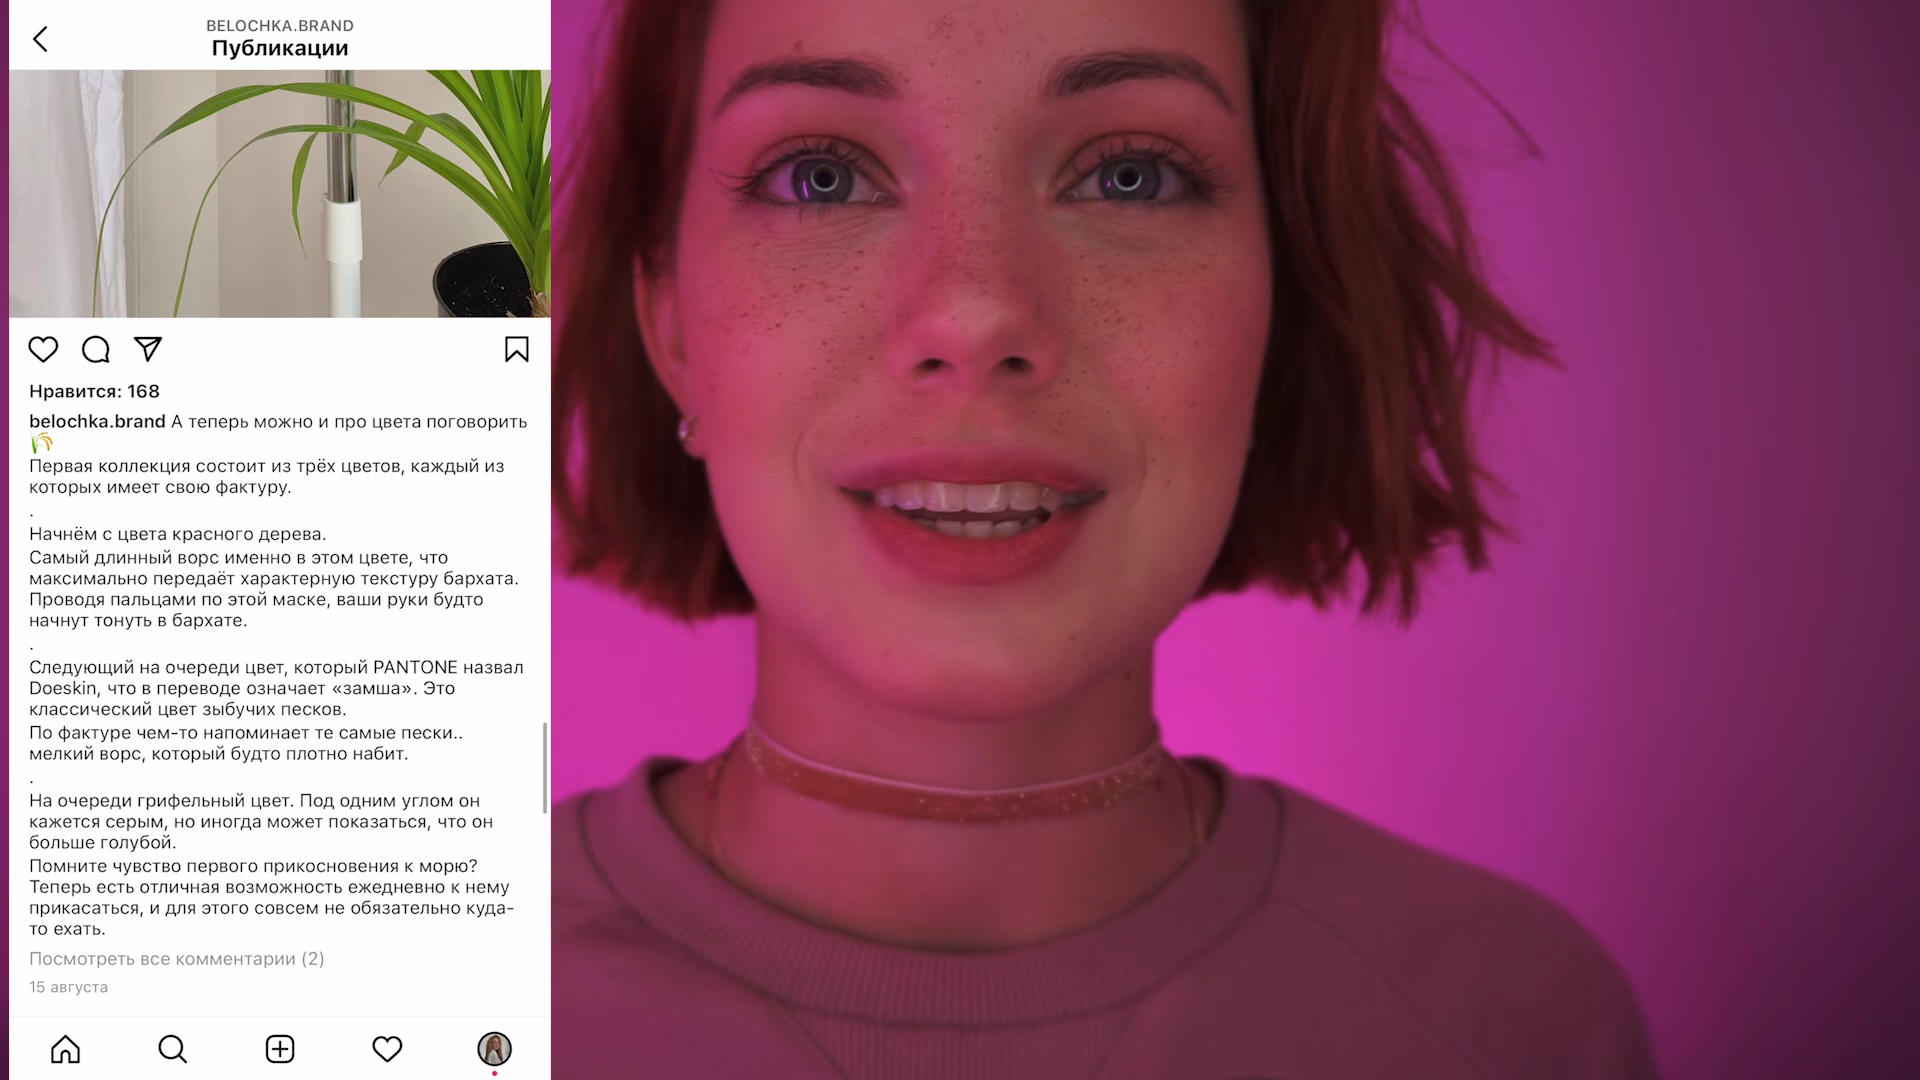 BELOCHKA.BRAND
Публикации
Нравится: 168
belochka.brand А теперь можно и про цвета поговорить
🌾
Первая коллекция состоит из трёх цветов, каждый из
которых имеет свою фактуру.
.
Начнём с цвета красного дерева.
Самый длинный ворс именно в этом цвете, что
максимально передаёт характерную текстуру бархата.
Проводя пальцами по этой маске, ваши руки будто
начнут тонуть в бархате.
.
Следующий на очереди цвет, который PANTONE назвал
Doeskin, что в переводе означает «замша». Это
классический цвет зыбучих песков.
По фактуре чем-то напоминает те самые пески..
мелкий ворс, который будто плотно набит.
.
На очереди грифельный цвет. Под одним углом он
кажется серым, но иногда может показаться, что он
больше голубой.
Помните чувство первого прикосновения к морю?
Теперь есть отличная возможность ежедневно к нему
прикасаться, и для этого совсем не обязательно куда-
то ехать.
Посмотреть все комментарии (2)
15 августа